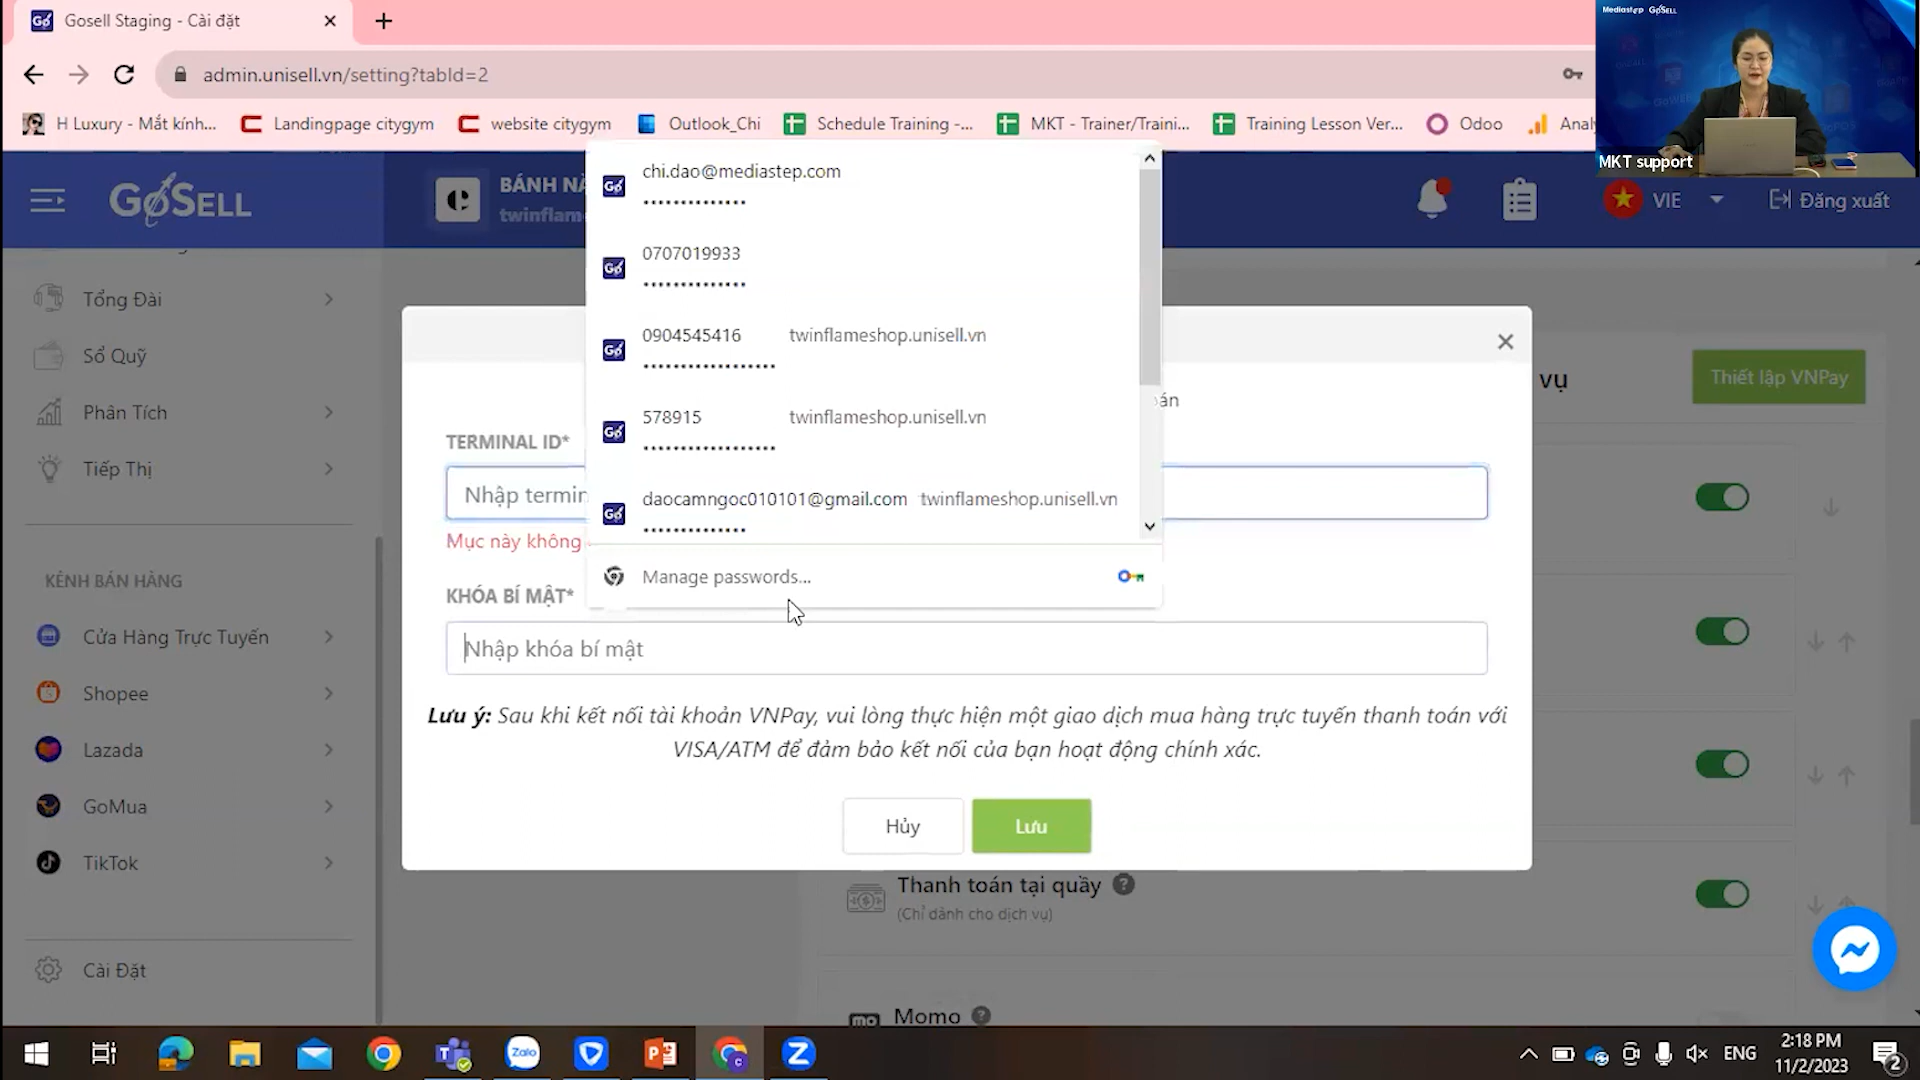 Gosell Staging - Cài đặt
admin.unisell.vn/setting?tabId=2
Mediastep GoSELL
MKT support
H Luxury - Mắt kính...
Landingpage citygym
website citygym
Outlook_Chi
Schedule Training -...
MKT - Trainer/Traini...
Training Lesson Ver...
Odoo
GoSELL
BÁNH
twinflam
VIE
Đăng xuất
Tổng Đài
Sổ Quỹ
Phân Tích
Tiếp Thị
KÊNH BÁN HÀNG
Cửa Hàng Trực Tuyến
Shopee
Lazada
GoMua
TikTok
Cài Đặt
chi.dao@mediastep.com
••••••••••••••
0707019933
••••••••••••••
0904545416 twinflameshop.unisell.vn
••••••••••••••••••
578915 twinflameshop.unisell.vn
••••••••••••••••••
daocamngoc010101@gmail.com twinflameshop.unisell.vn
••••••••••••••
Manage passwords...
vụ
Thiết lập VNPay
TERMINAL ID*
Nhập
Mục này không
KHÓA BÍ MẬT*
Nhập khóa bí mật
Lưu ý: Sau khi kết nối tài khoản VNPay, vui lòng thực hiện một giao dịch mua hàng trực tuyến thanh toán với
VISA/ATM để đảm bảo kết nối của bạn hoạt động chính xác.
Hủy
Lưu
Thanh toán tại quầy
(Chỉ dành cho dịch vụ)
Momo
Zalo
ENG
2:18 PM
11/2/2023
2